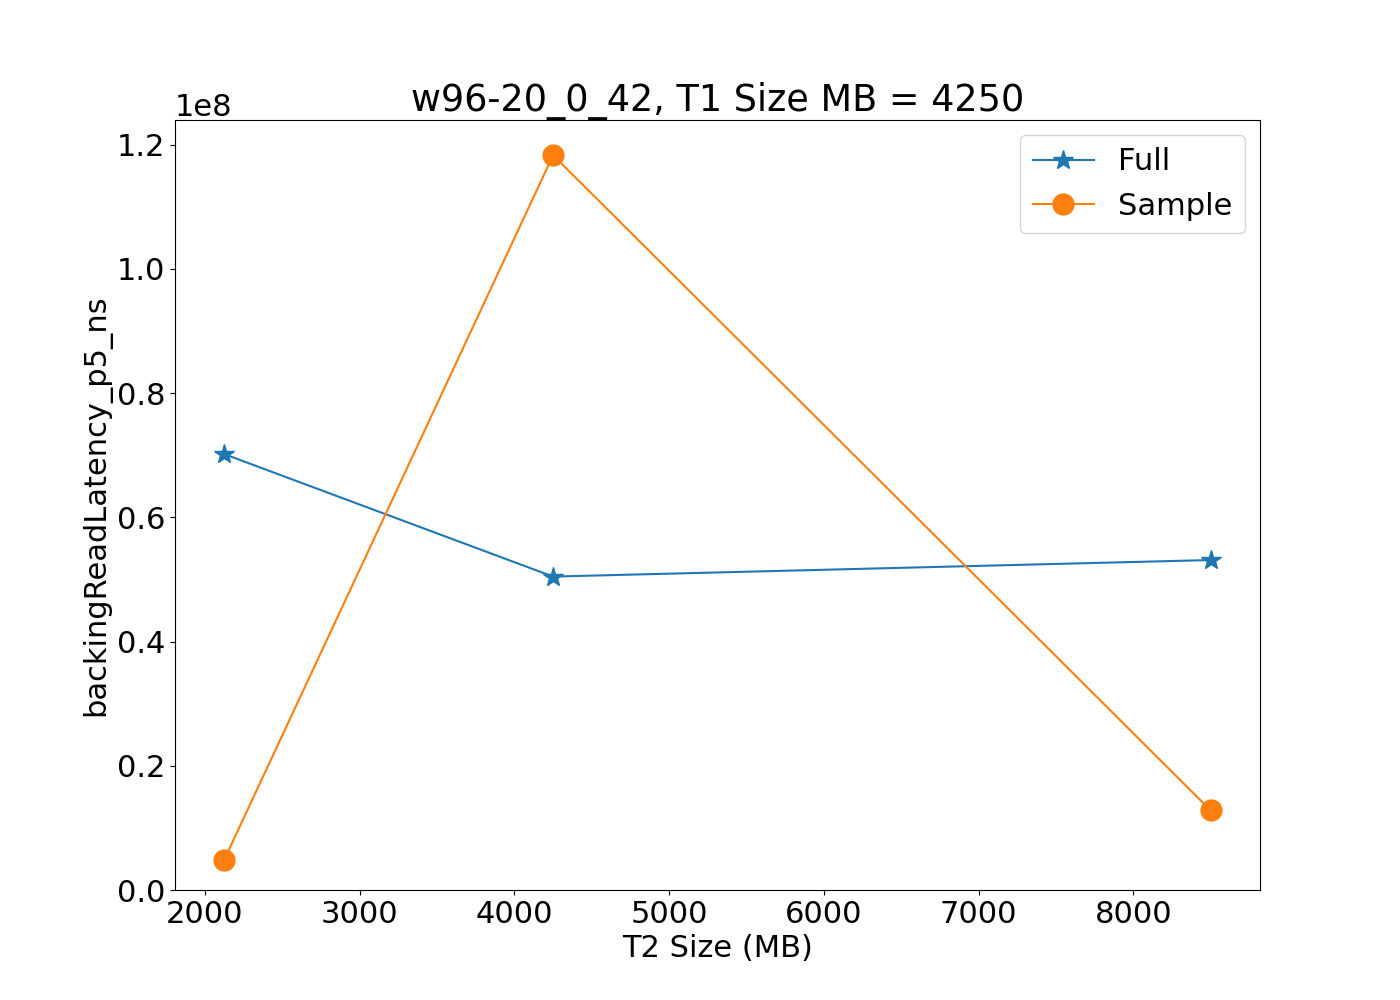 w96-20_0_42, T1 Size MB = 4250
1e8
Full
Sample
1.2
1.0
0.8
0.6
0.4
0.2
0.0
backingReadLatency_p5_ns
2000 3000 4000 5000 6000 7000 8000
T2 Size (MB)